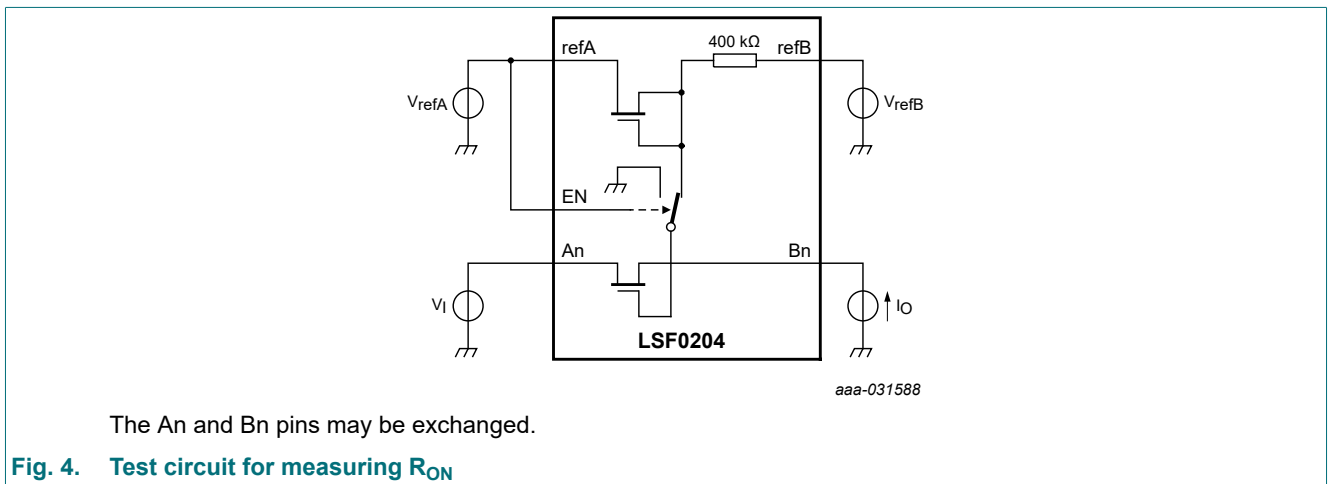 refA
400 kΩ
refB
VrefA
VrefB
EN
An
Bn
VI
IO
LSF0204
aaa-031588
The An and Bn pins may be exchanged.
Fig. 4. Test circuit for measuring RON